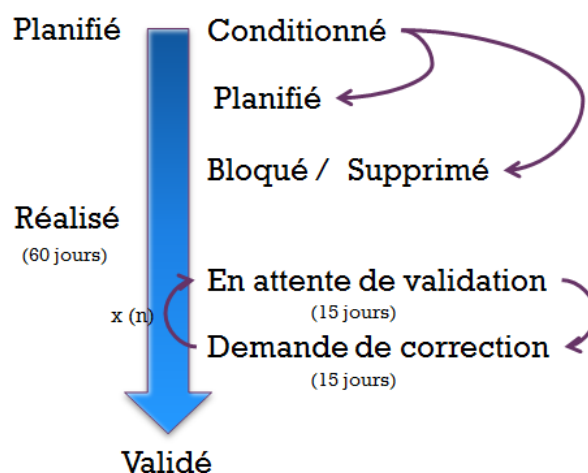 Planifié
Conditionné
Planifié
Bloqué / Supprimé
Réalisé
(60 jours)
En attente de validation
(15 jours)
x (n)
Demande de correction
(15 jours)
Validé